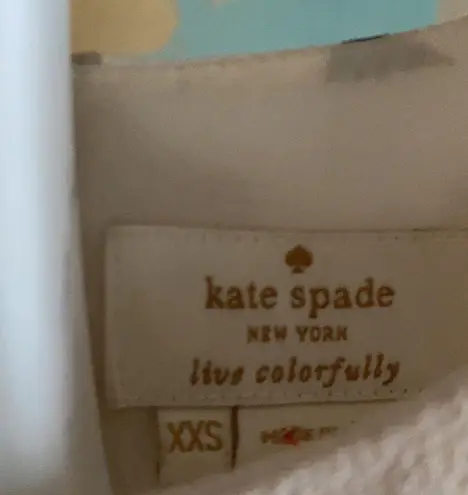 kate spade
NEW YORK
live colorfully
XXS